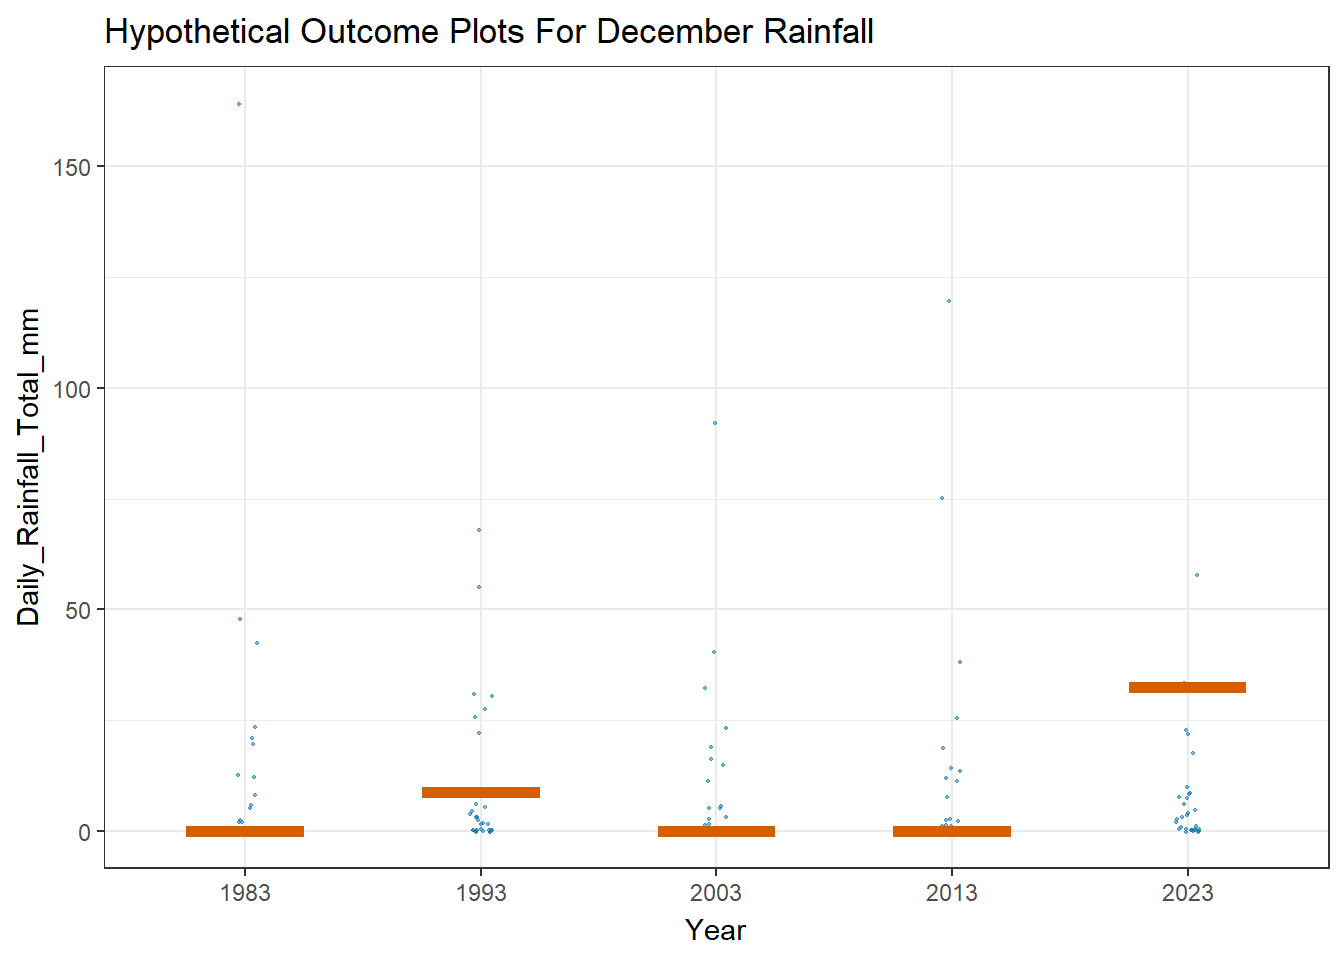 Hypothetical Outcome Plots For December Rainfall
Daily_Rainfall_Total_mm
150
100
50
0
1983 1993 2003 2013 2023
Year